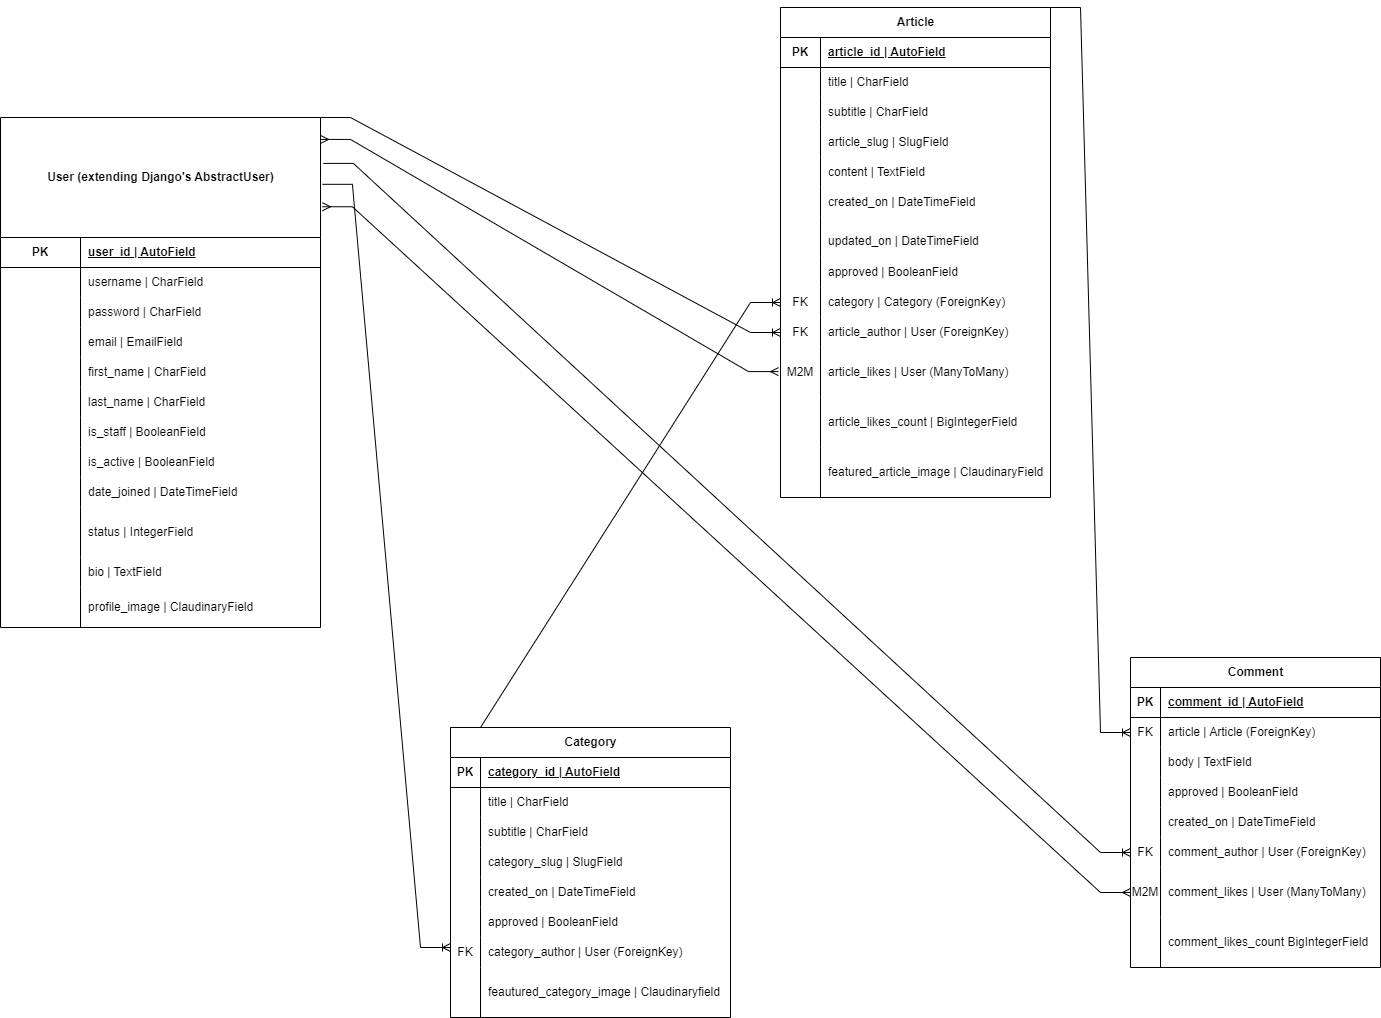 Article
PK article_id | AutoField
title | CharField
subtitle | CharField
article_slug | SlugField
content | TextField
created_on | DateTimeField
updated_on | DateTimeField
approved | BooleanField
FK category | Category (ForeignKey)
FK article_author | User (ForeignKey)
M2M article_likes | User (ManyToMany)
article_likes_count | BigIntegerField
featured_article_image | ClaudinaryField
User (extending Django's AbstractUser)
PK user_id | AutoField
username | CharField
password | CharField
email | EmailField
first_name | CharField
last_name | CharField
is_staff | BooleanField
is_active | BooleanField
date_joined | DateTimeField
status | IntegerField
bio | TextField
profile_image | ClaudinaryField
Category
PK category_id | AutoField
title | CharField
subtitle | CharField
category_slug | SlugField
created_on | DateTimeField
approved | BooleanField
FK category_author | User (ForeignKey)
feautured_category_image | Claudinaryfield
Comment
PK comment_id | AutoField
FK article | Article (ForeignKey)
body | TextField
approved | BooleanField
created_on | DateTimeField
FK comment_author | User (ForeignKey)
M2M comment_likes | User (ManyToMany)
comment_likes_count BigIntegerField